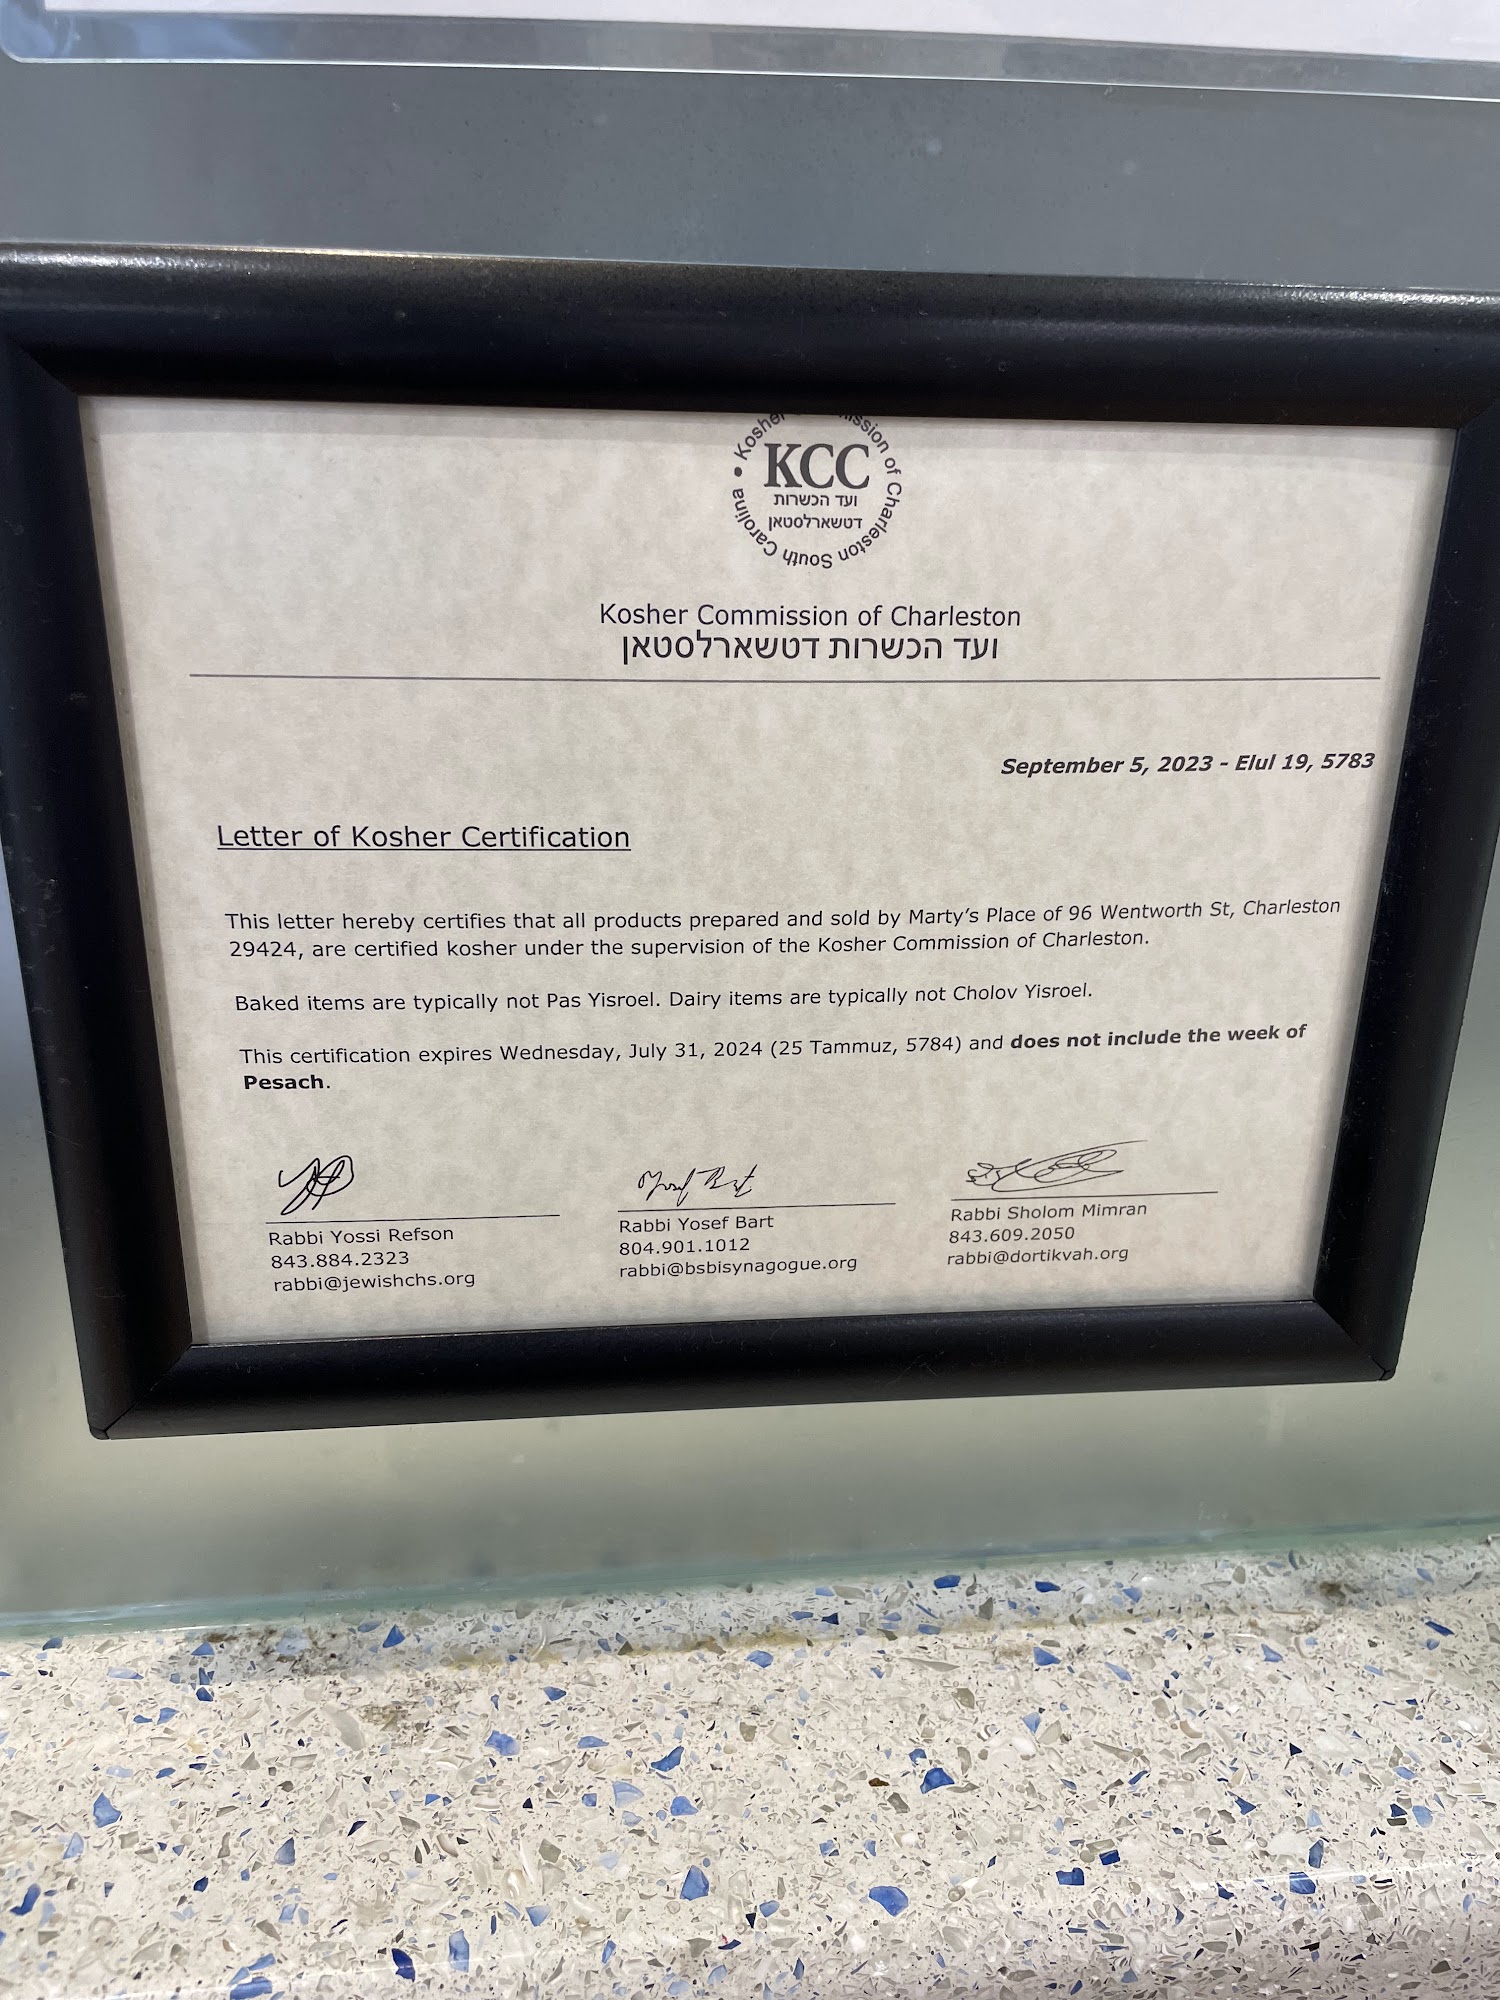 Kosher ssion of Charleston South Carolina •
KCC
ועד הכשרות
דטשארלסטאן
Kosher Commission of Charleston
ועד הכשרות דטשארלסטאן
September 5, 2023 - Elul 19, 5783
Letter of Kosher Certification
This letter hereby certifies that all products prepared and sold by Marty's Place of 96 Wentworth St, Charleston
29424, are certified kosher under the supervision of the Kosher Commission of Charleston.
Baked items are typically not Pas Yisroel. Dairy items are typically not Cholov Yisroel.
This certification expires Wednesday, July 31, 2024 (25 Tammuz, 5784) and does not include the week of
Pesach.
Yosef Bart
Rabbi Yossi Refson
843.884.2323
rabbi@jewishchs.org
Rabbi Yosef Bart
804.901.1012
rabbi@bsbisynagogue.org
Rabbi Sholom Mimran
843.609.2050
rabbi@dortikvah.org